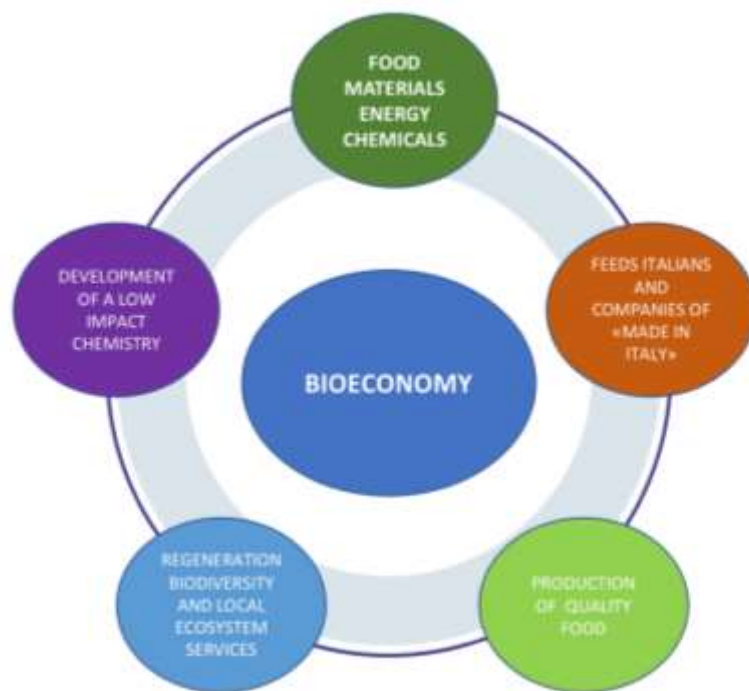 FOOD
MATERIALS
ENERGY
CHEMICALS
DEVELOPMENT
OF A LOW
IMPACT
CHEMISTRY
FEEDS ITALIANS
AND
COMPANIES OF
«MADE IN
ITALY»
BIOECONOMY
REGENERATION
BIODIVERSITY
AND LOCAL
ECOSYSTEM
SERVICES
PRODUCTION
OF QUALITY
FOOD